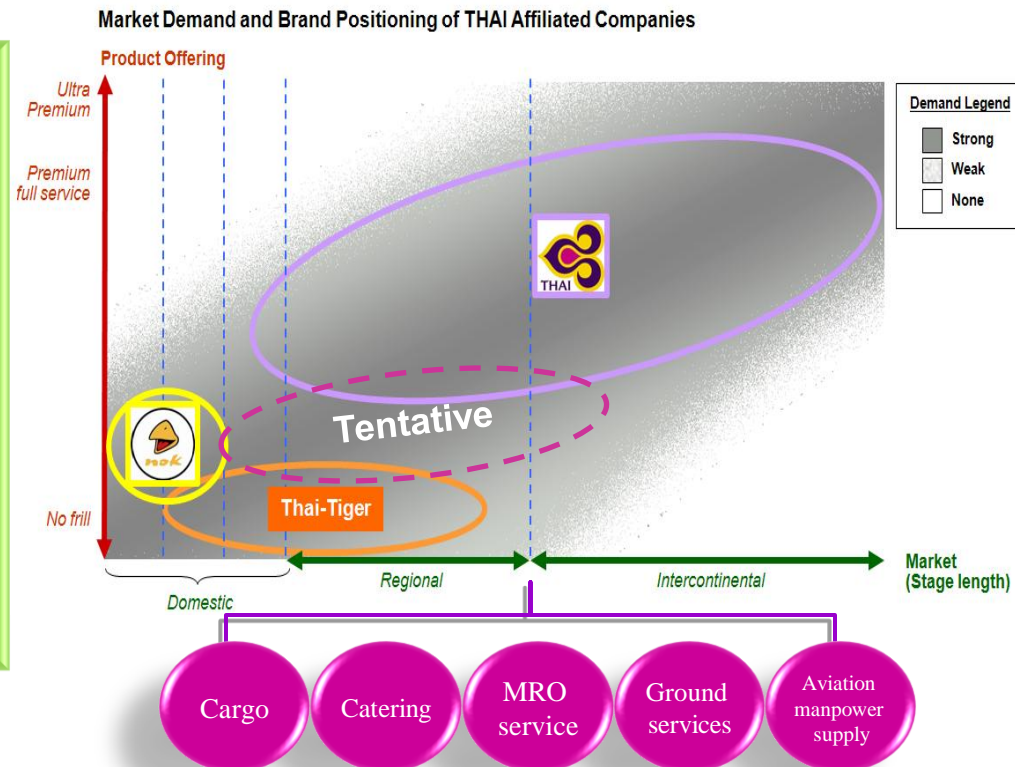 Market Demand and Brand Positioning of THAI Affiliated Companies
Product Offering
Ultra
Premium
Premium
full service
No frill
Demand Legend
Strong
Weak
None
THAI
Tentative
nok
Thai-Tiger
Domestic
Regional
Intercontinental
Market
(Stage length)
Cargo
Catering
MRO
service
Ground
services
Aviation
manpower
supply